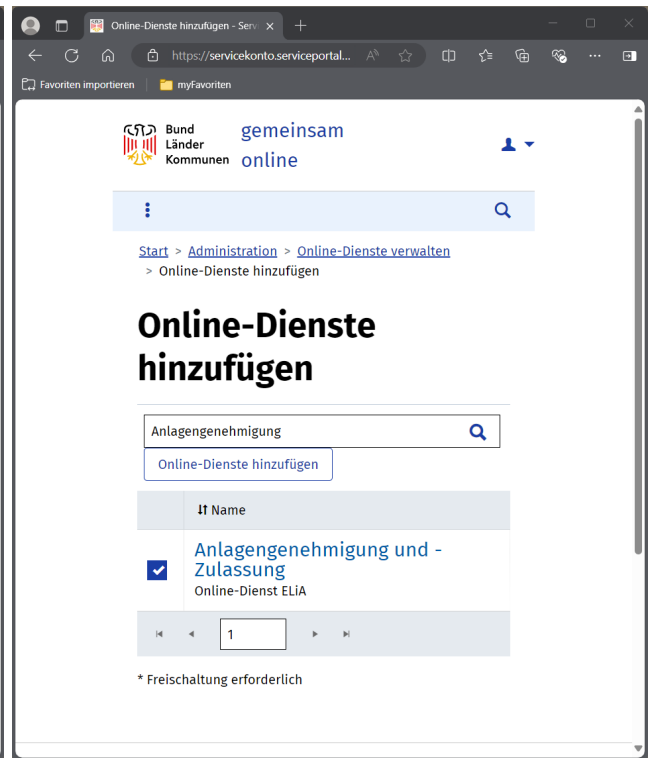 Online-Dienste hinzufügen - Serv
https://servicekonto.serviceportal...
Favoriten importieren
myFavoriten
Bund
Länder
Kommunen
gemeinsam
online
Start > Administration > Online-Dienste verwalten
> Online-Dienste hinzufügen
Online-Dienste
hinzufügen
Anlagengenehmigung
Online-Dienste hinzufügen
Name
Anlagengenehmigung und -
Zulassung
Online-Dienst ELiA
1
* Freischaltung erforderlich